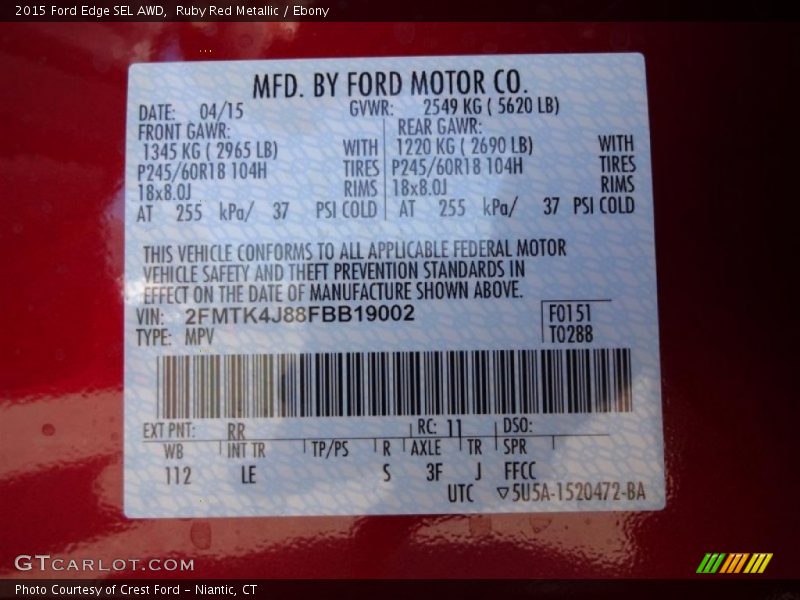 2015 Ford Edge SEL AWD,  Ruby Red Metallic / Ebony
MFD. BY FORD MOTOR CO.
DATE: 04/15 GVWR: 2549 KG ( 5620 LB)
FRONT GAWR: REAR GAWR:
1345 KG ( 2965 LB) WITH 1220 KG ( 2690 LB) WITH
P245/60R18 104H TIRES P245/60R18 104H TIRES
18x8.0J RIMS 18x8.0J RIMS
AT 255 kPa/ 37 PSI COLD AT 255 kPa/ 37 PSI COLD
THIS VEHICLE CONFORMS TO ALL APPLICABLE FEDERAL MOTOR
VEHICLE SAFETY AND THEFT PREVENTION STANDARDS IN
EFFECT ON THE DATE OF MANUFACTURE SHOWN ABOVE.
VIN: 2FMTK4J88FBB19002 F0151
TYPE: MPV T0288
EXT PNT: RR RC: 11 DSO:
WB INT TR TP/PS R AXLE TR SPR
112 LE S 3F J FFCC
UTC ▽5U5A-1520472-BA
GTCARLOT.COM
Photo Courtesy of Crest Ford - Niantic, CT